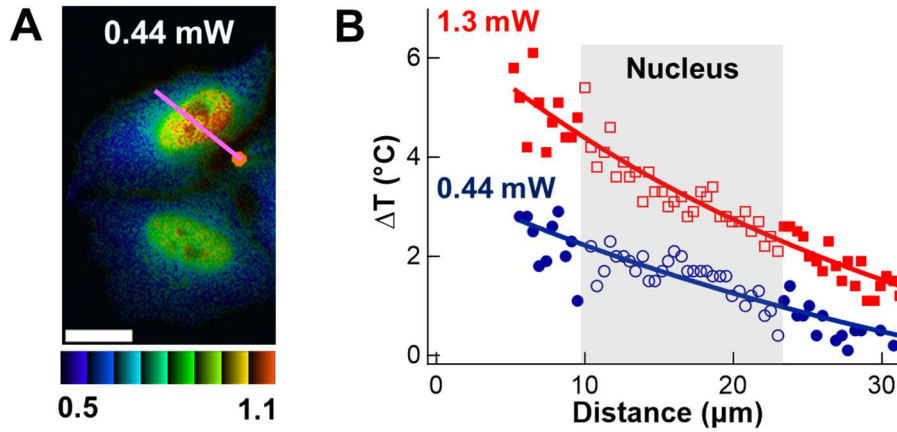 A
0.44 mW
0.5
1.1
B
1.3 mW
0.44 mW
Nucleus
ΔT (°C)
6
4
2
0
0
10
20
30
Distance (µm)